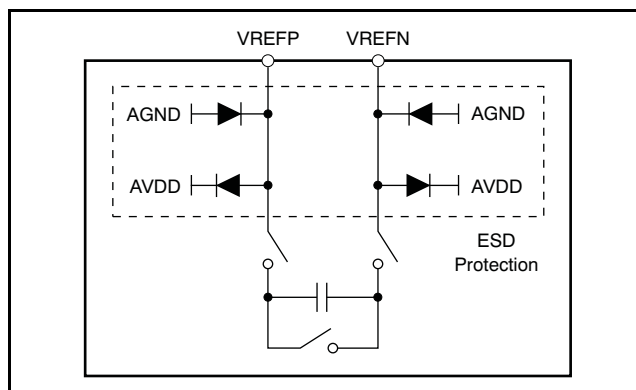 VREFP VREFN
AGND AGND
AVDD AVDD
ESD
Protection